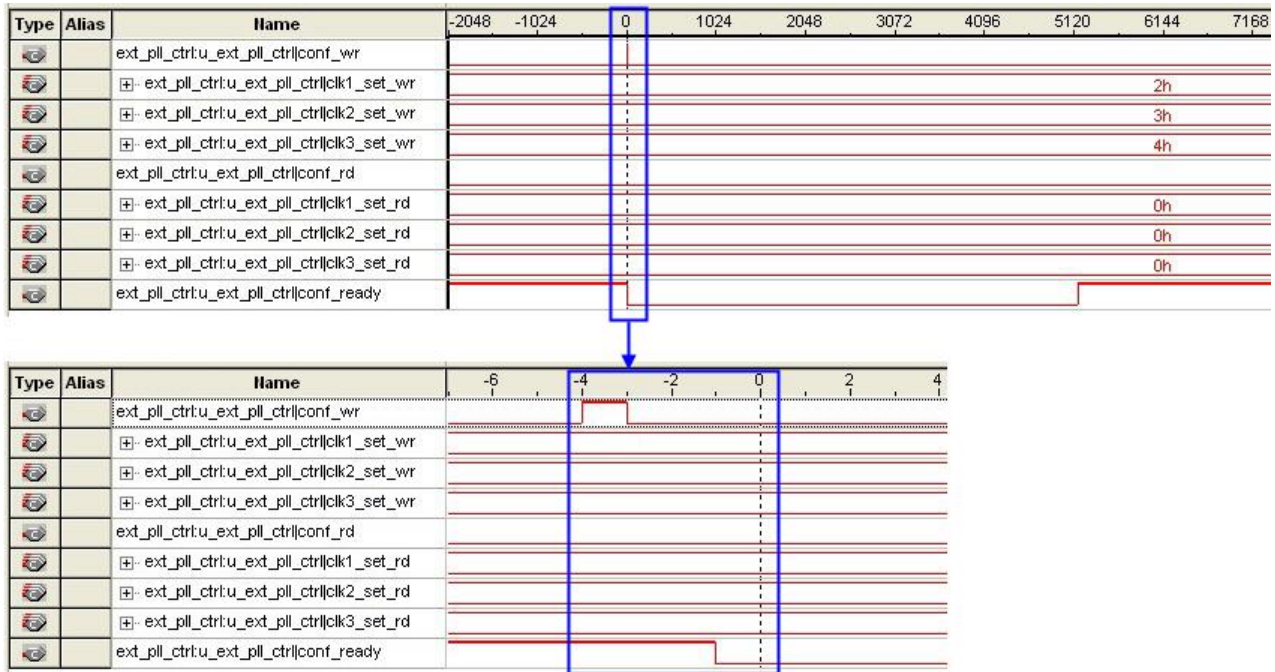 Type Alias Name -2048 -1024 0 1024 2048 3072 4096 5120 6144 7168
ext_pll_ctrl:u_ext_pll_ctrl|conf_wr
ext_pll_ctrl:u_ext_pll_ctrl|clk1_set_wr 2h
ext_pll_ctrl:u_ext_pll_ctrl|clk2_set_wr 3h
ext_pll_ctrl:u_ext_pll_ctrl|clk3_set_wr 4h
ext_pll_ctrl:u_ext_pll_ctrl|conf_rd
ext_pll_ctrl:u_ext_pll_ctrl|clk1_set_rd 0h
ext_pll_ctrl:u_ext_pll_ctrl|clk2_set_rd 0h
ext_pll_ctrl:u_ext_pll_ctrl|clk3_set_rd 0h
ext_pll_ctrl:u_ext_pll_ctrl|conf_ready
Type Alias Name -6 -4 -2 0 2 4
ext_pll_ctrl:u_ext_pll_ctrl|conf_wr
ext_pll_ctrl:u_ext_pll_ctrl|clk1_set_wr
ext_pll_ctrl:u_ext_pll_ctrl|clk2_set_wr
ext_pll_ctrl:u_ext_pll_ctrl|clk3_set_wr
ext_pll_ctrl:u_ext_pll_ctrl|conf_rd
ext_pll_ctrl:u_ext_pll_ctrl|clk1_set_rd
ext_pll_ctrl:u_ext_pll_ctrl|clk2_set_rd
ext_pll_ctrl:u_ext_pll_ctrl|clk3_set_rd
ext_pll_ctrl:u_ext_pll_ctrl|conf_ready